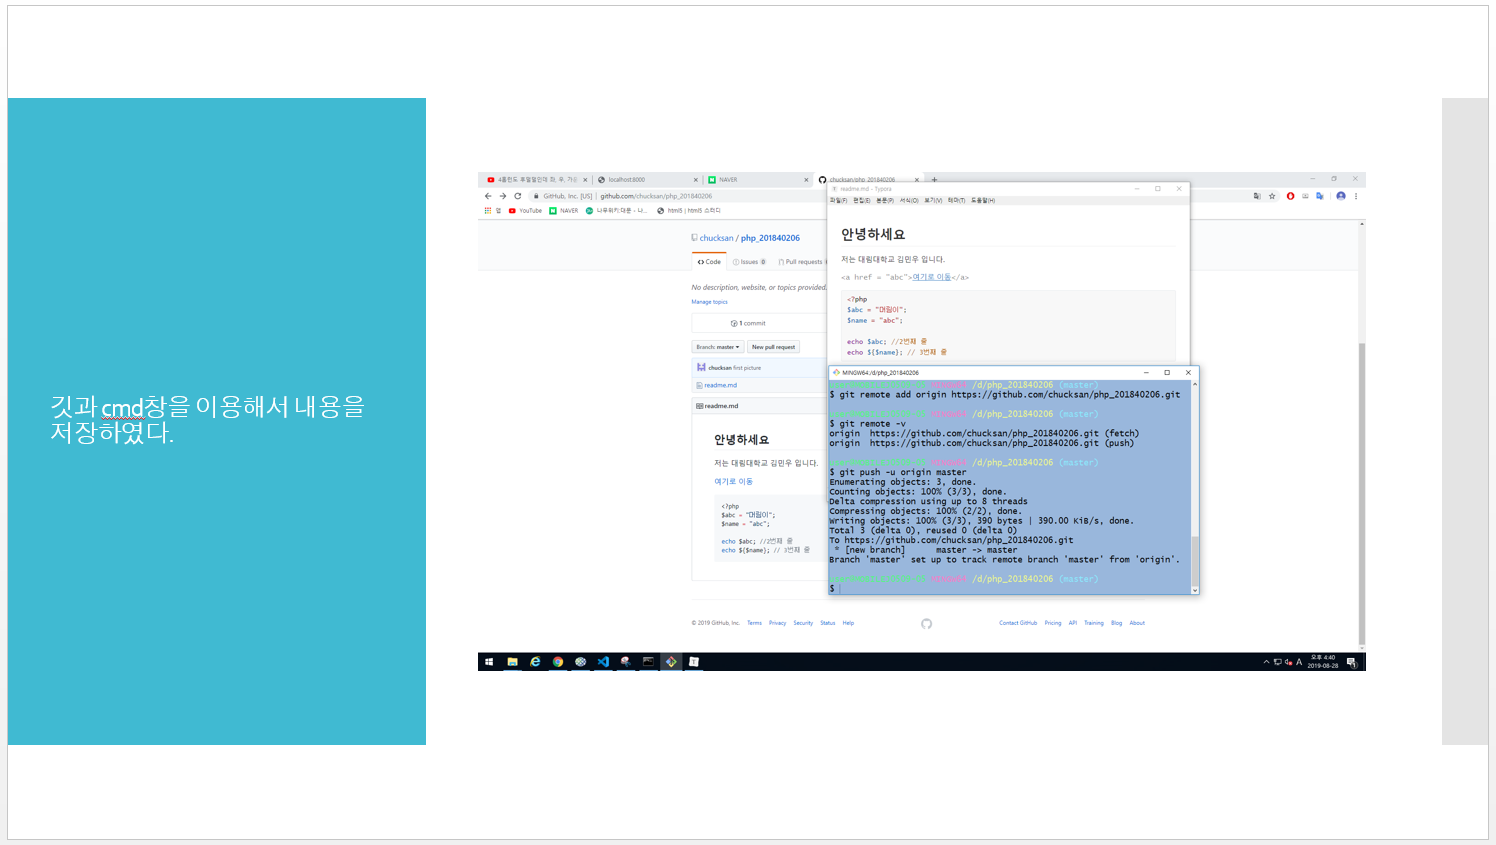 깃과 cmd창을 이용해서 내용을
저장하였다.
localhost:8000
NAVER
chucksan/php_201840206
GitHub, Inc. [US] | github.com/chucksan/php_201840206
앱 YouTube NAVER 나무위키:대문 - 나... html5 | html5 스터디
chucksan / php_201840206
<> Code Issues 0 Pull requests
No description, website, or topics provided.
Manage topics
1 commit
Branch: master New pull request
chucksan first picture
readme.md
readme.md
안녕하세요
저는 대림대학교 김민우 입니다.
여기로 이동
<?php
$abc = "머찜이";
$name = "abc";
echo $abc; //2번째 줄
echo ${$name}; // 3번째 줄
© 2019 GitHub, Inc. Terms Privacy Security Status Help
Contact GitHub Pricing API Training Blog About
readme.md - Typora
파일(F) 편집(E) 문단(P) 서식(O) 보기(V) 테마(T) 도움말(H)
안녕하세요
저는 대림대학교 김민우 입니다.
<a href = "abc">여기로 이동</a>
<?php
$abc = "머찜이";
$name = "abc";
echo $abc; //2번째 줄
echo ${$name}; // 3번째 줄
MINGW64:/d/php_201840206
/d/php_201840206 (master)
$ git remote add origin https://github.com/chucksan/php_201840206.git
/d/php_201840206 (master)
$ git remote -v
origin https://github.com/chucksan/php_201840206.git (fetch)
origin https://github.com/chucksan/php_201840206.git (push)
/d/php_201840206 (master)
$ git push -u origin master
Enumerating objects: 3, done.
Counting objects: 100% (3/3), done.
Delta compression using up to 8 threads
Compressing objects: 100% (2/2), done.
Writing objects: 100% (3/3), 390 bytes | 390.00 KiB/s, done.
Total 3 (delta 0), reused 0 (delta 0)
To https://github.com/chucksan/php_201840206.git
* [new branch] master -> master
Branch 'master' set up to track remote branch 'master' from 'origin'.
/d/php_201840206 (master)
$
A
오후 4:40
2019-08-28